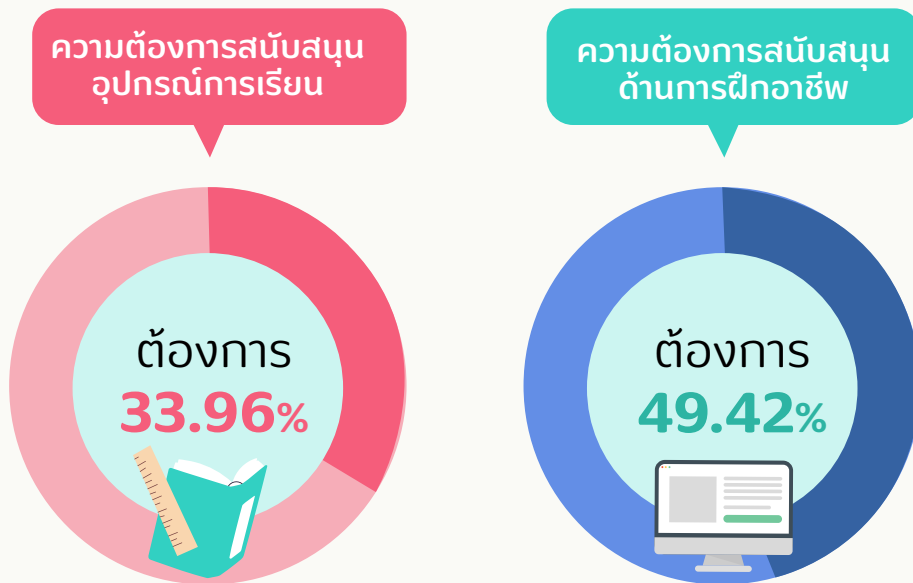 ความต้องการสนับสนุน
อุปกรณ์การเรียน
ความต้องการสนับสนุน
ด้านการฝึกอาชีพ
ต้องการ
33.96%
ต้องการ
49.42%